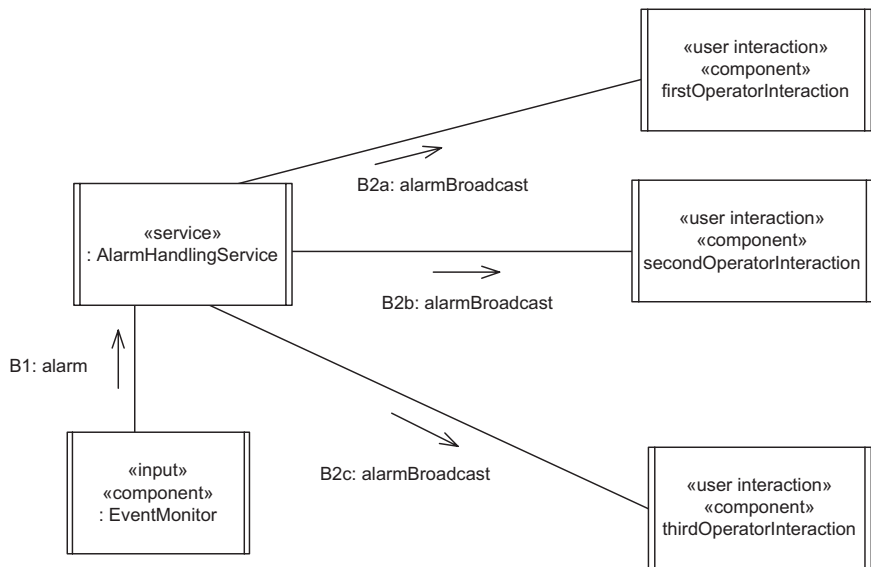 «user interaction»
«component»
firstOperatorInteraction
B2a: alarmBroadcast
«service»
: AlarmHandlingService
«user interaction»
«component»
secondOperatorInteraction
B2b: alarmBroadcast
B1: alarm
B2c: alarmBroadcast
«input»
«component»
: EventMonitor
«user interaction»
«component»
thirdOperatorInteraction